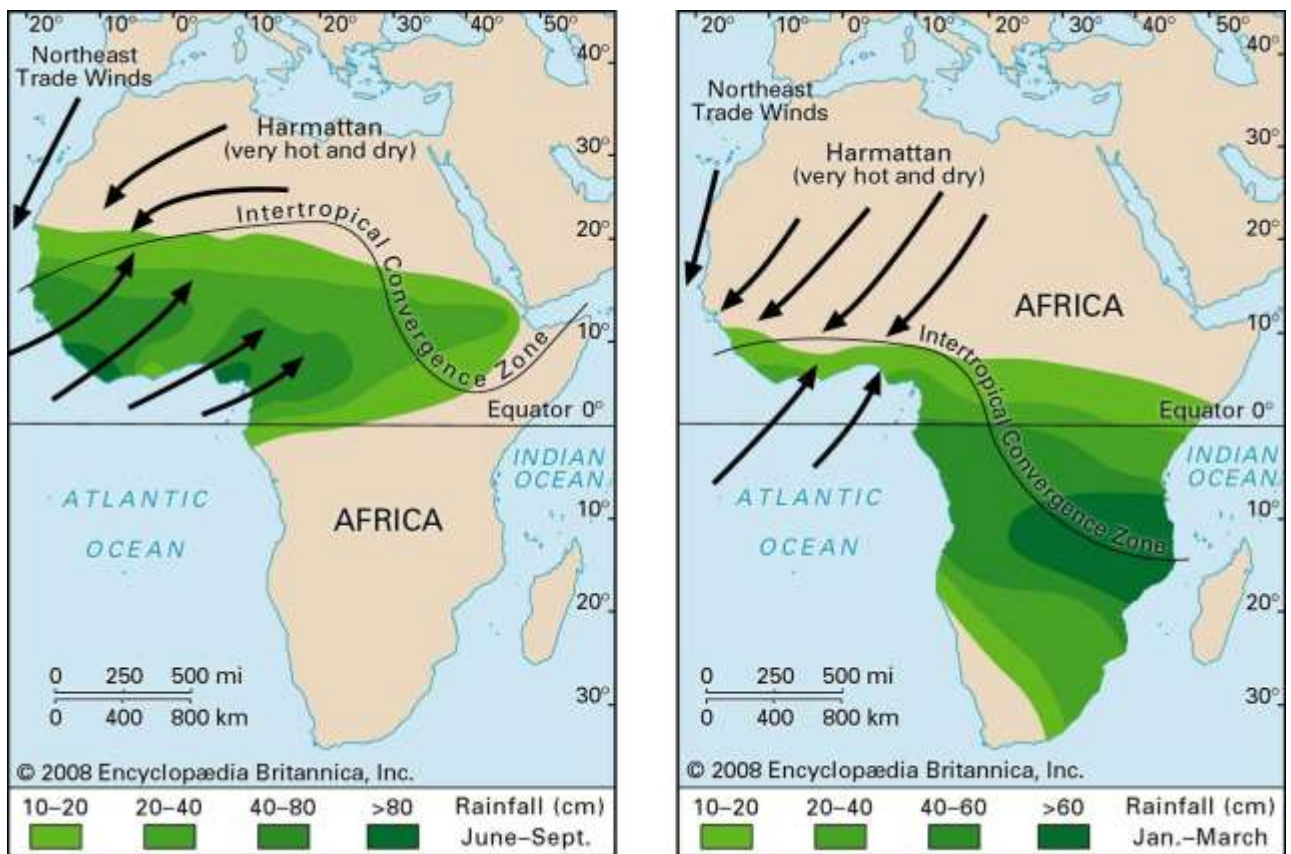 20° 10° 0° 10° 20° 30° 40° 50°
40°
Northeast
Trade Winds
Harmattan
(very hot and dry)
30°
Intertropical Convergence Zone
20°
10°
Equator 0°
INDIAN
OCEAN
ATLANTIC
OCEAN
AFRICA
10°
20°
0 250 500 mi
0 400 800 km
30°
© 2008 Encyclopædia Britannica, Inc.
10–20 20–40 40–80 >80 Rainfall (cm)
June–Sept.
20° 10° 0° 10° 20° 30° 40° 50°
40°
Northeast
Trade Winds
30°
Harmattan
(very hot and dry)
20°
AFRICA
10°
Intertropical Convergence Zone
Equator 0°
INDIAN
OCEAN
ATLANTIC
OCEAN
10°
20°
0 250 500 mi
0 400 800 km
30°
© 2008 Encyclopædia Britannica, Inc.
10–20 20–40 40–60 >60 Rainfall (cm)
Jan.–March